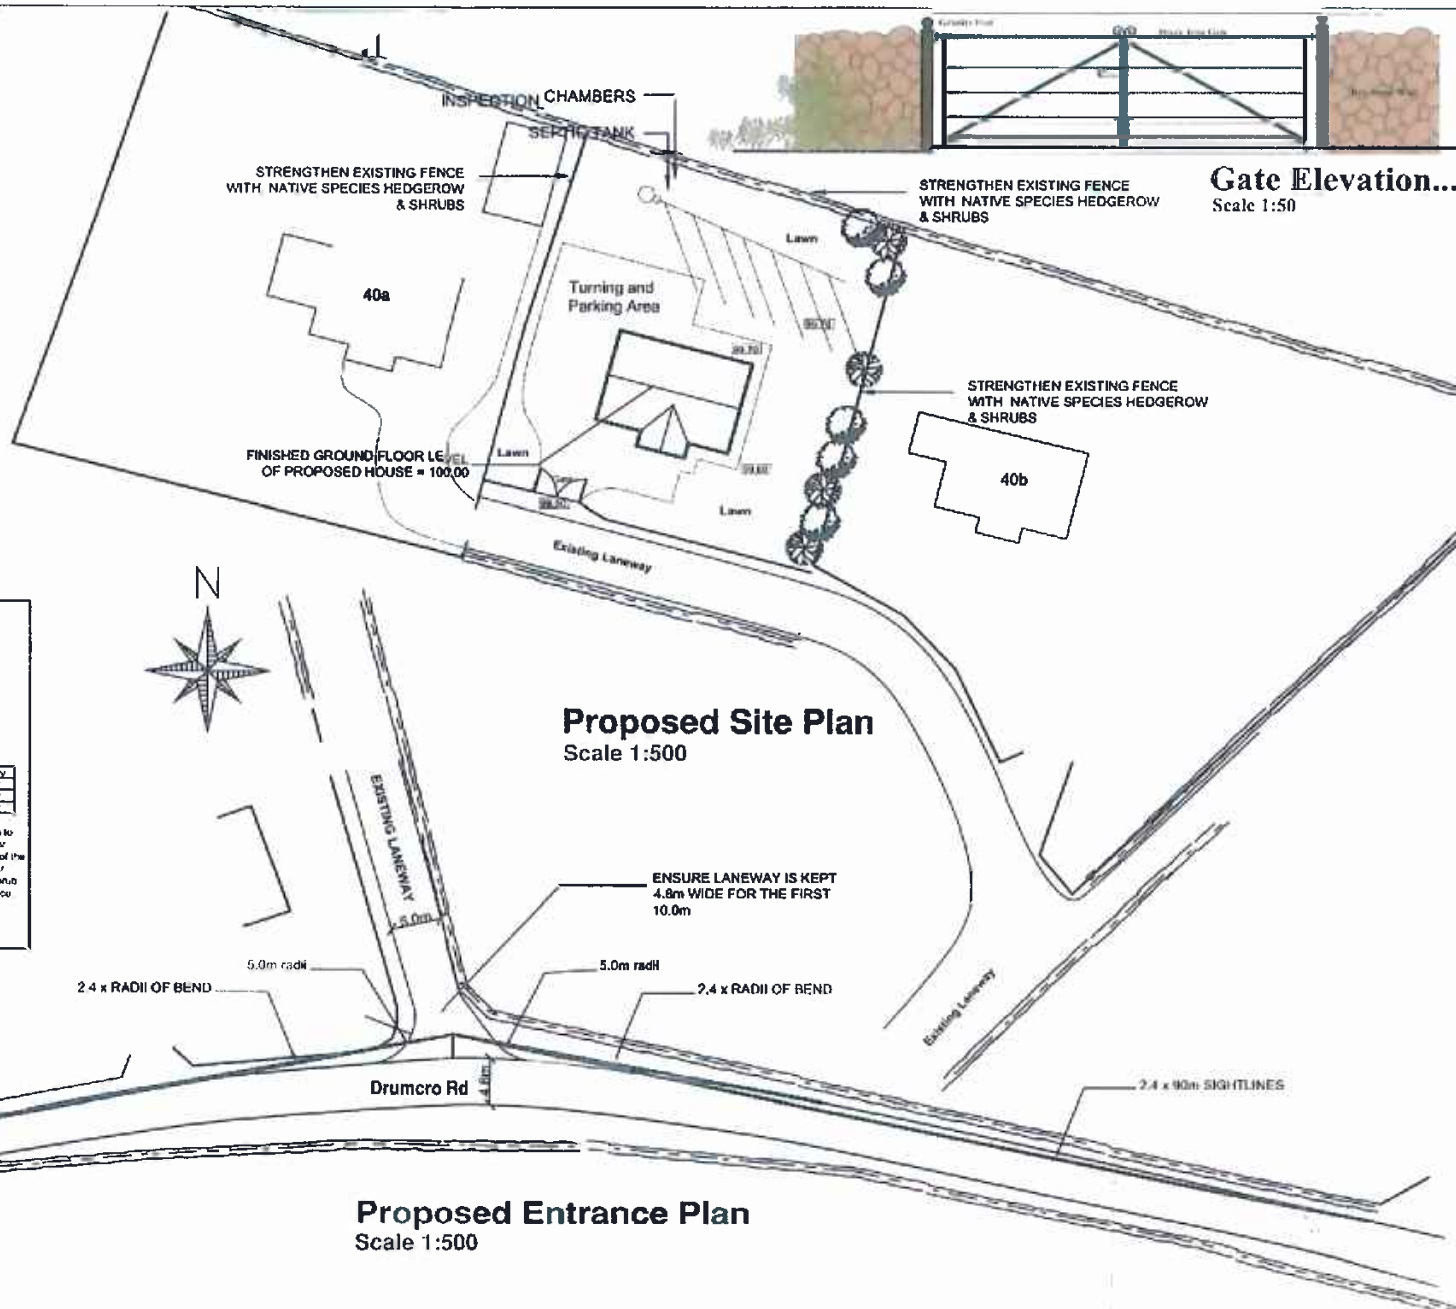 Granite Post
INSPECTION CHAMBERS
SEPTIC TANK
STRENGTHEN EXISTING FENCE
WITH NATIVE SPECIES HEDGEROW
& SHRUBS
STRENGTHEN EXISTING FENCE
WITH NATIVE SPECIES HEDGEROW
& SHRUBS
Gate Elevation...
Scale 1:50
Lawn
40a
Turning and
Parking Area
STRENGTHEN EXISTING FENCE
WITH NATIVE SPECIES HEDGEROW
& SHRUBS
FINISHED GROUND FLOOR LEVEL
OF PROPOSED HOUSE = 100.00
Lawn
40b
Lawn
Existing Laneway
N
Proposed Site Plan
Scale 1:500
EXISTING LANEWAY
5.0m
ENSURE LANEWAY IS KEPT
4.8m WIDE FOR THE FIRST
10.0m
5.0m radii
5.0m radii
2.4 x RADII OF BEND
2.4 x RADII OF BEND
Existing Laneway
Drumcro Rd
4.8m
2.4 x 90m SIGHTLINES
Proposed Entrance Plan
Scale 1:500